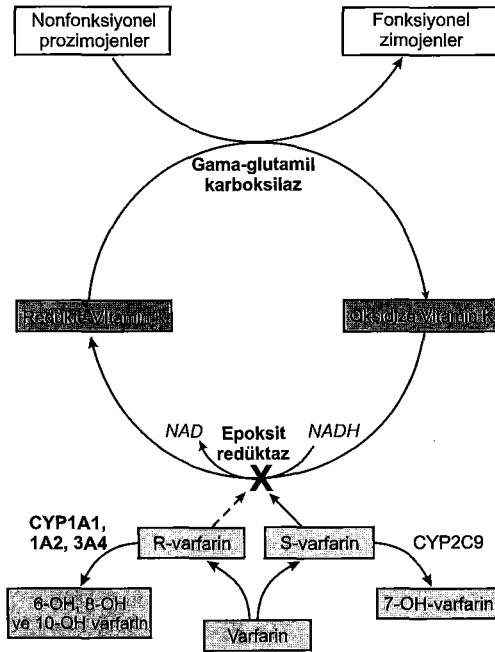 Nonfonksiyonel
prozimojenler
Fonksiyonel
zimojenler
Gama-glutamil
karboksilaz
Redükte Vitamin K
Oksidize Vitamin K
NAD
Epoksit
redüktaz
NADH
X
CYP1A1,
1A2, 3A4
R-varfarin
S-varfarin
CYP2C9
6-OH, 8-OH
ve 10-OH varfarin
Varfarin
7-OH-varfarin